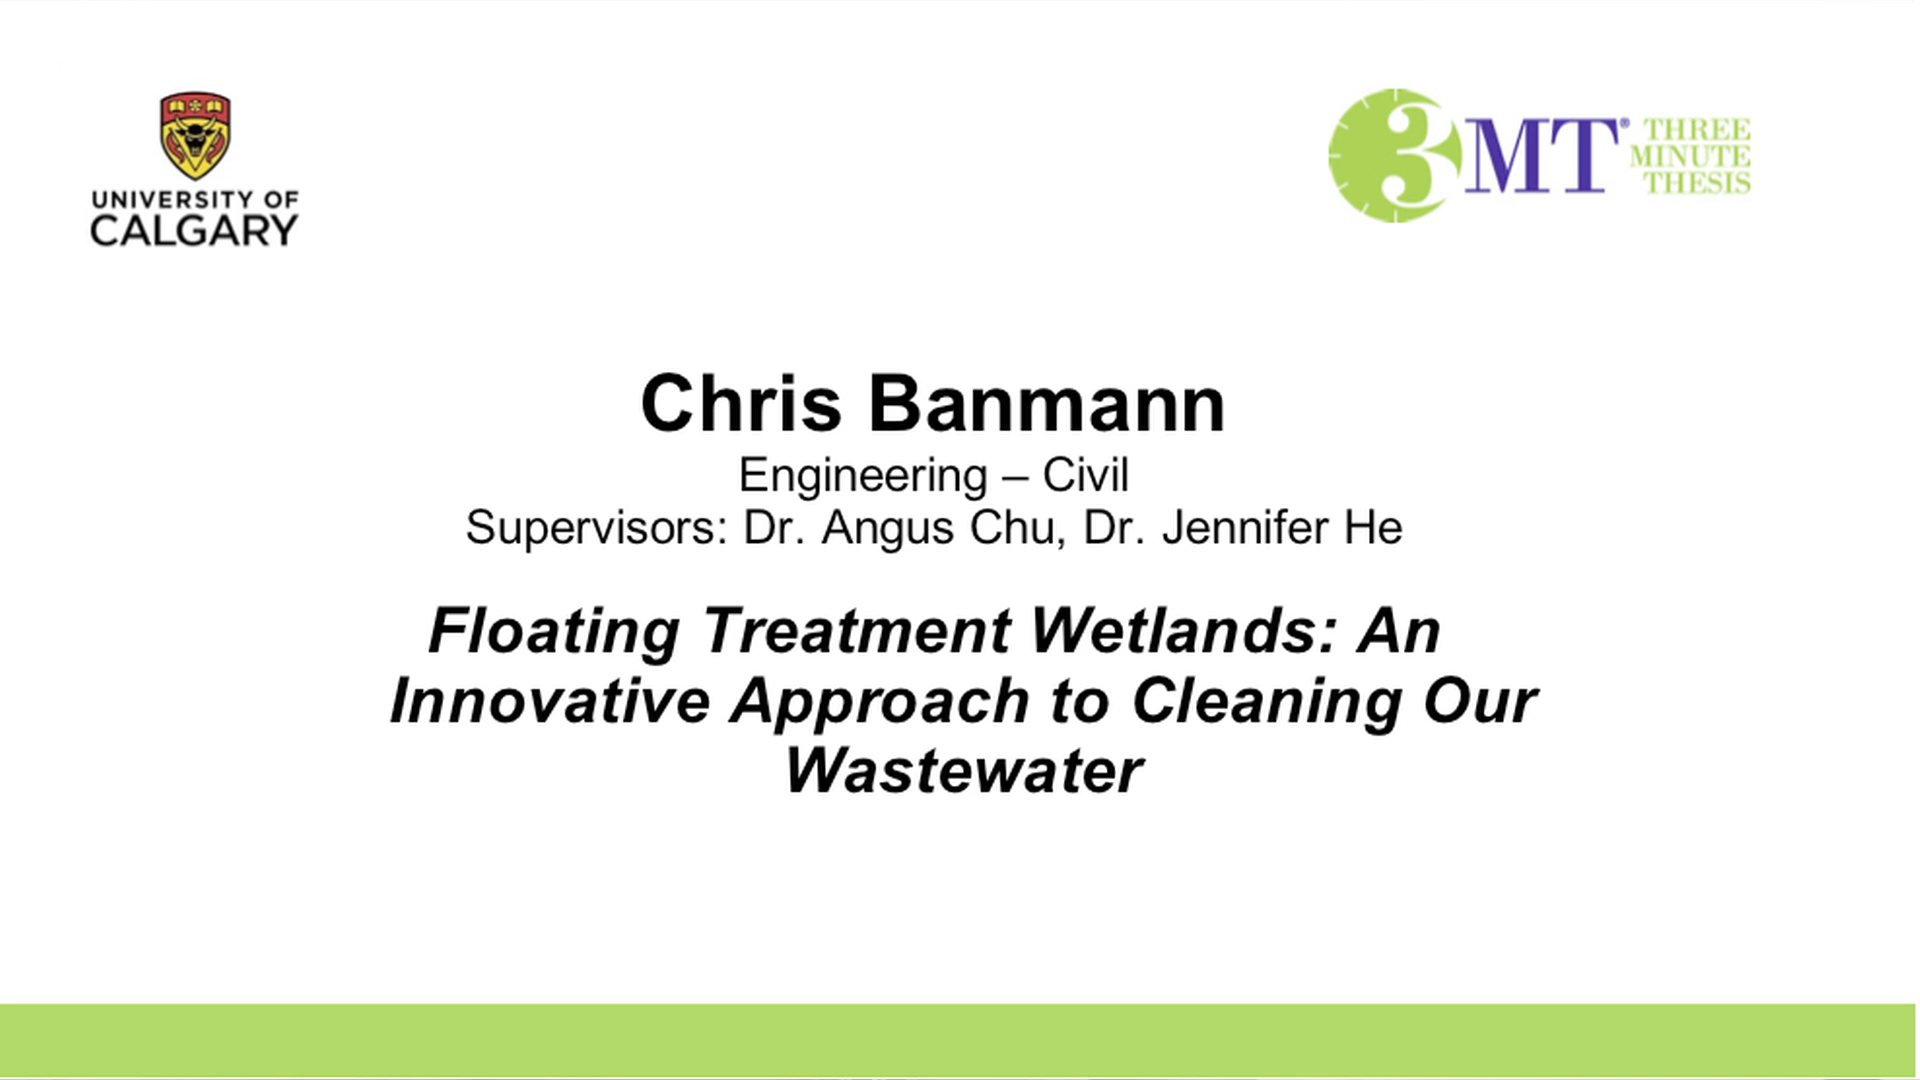 UNIVERSITY OF
CALGARY
3MT® THREE
MINUTE
THESIS
Chris Banmann
Engineering – Civil
Supervisors: Dr. Angus Chu, Dr. Jennifer He
Floating Treatment Wetlands: An
Innovative Approach to Cleaning Our
Wastewater